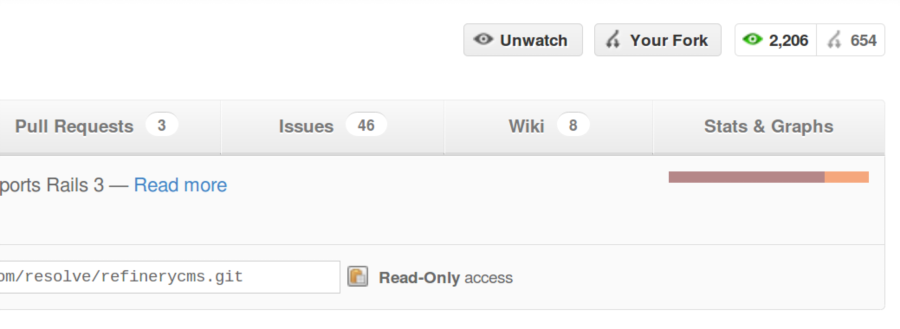 Unwatch Your Fork 2,206 654
Pull Requests 3 Issues 46 Wiki 8 Stats & Graphs
ports Rails 3 — Read more
om/resolve/refinerycms.git Read-Only access